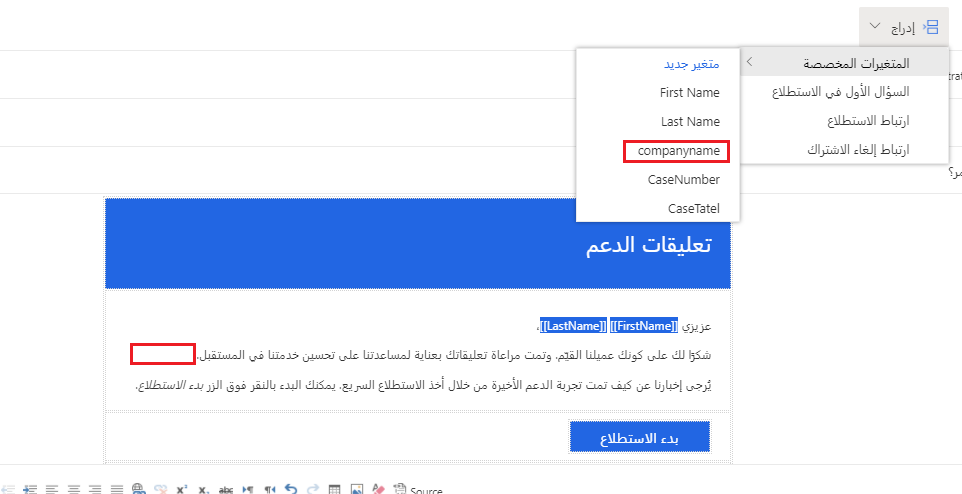 إدراج
المتغيرات المخصصة
السؤال الأول في الاستطلاع
ارتباط الاستطلاع
ارتباط إلغاء الاشتراك
متغير جديد
First Name
Last Name
companyname
CaseNumber
CaseTatel
تعليقات الدعم
عزيزي [[FirstName]] [[LastName]]،
شكرًا لك على كونك عميلنا القيّم. وتمت مراعاة تعليقاتك بعناية لمساعدتنا على تحسين خدمتنا في المستقبل.
يُرجى إخبارنا عن كيف تمت تجربة الدعم الأخيرة من خلال أخذ الاستطلاع السريع. يمكنك البدء بالنقر فوق الزر بدء الاستطلاع.
بدء الاستطلاع
Source